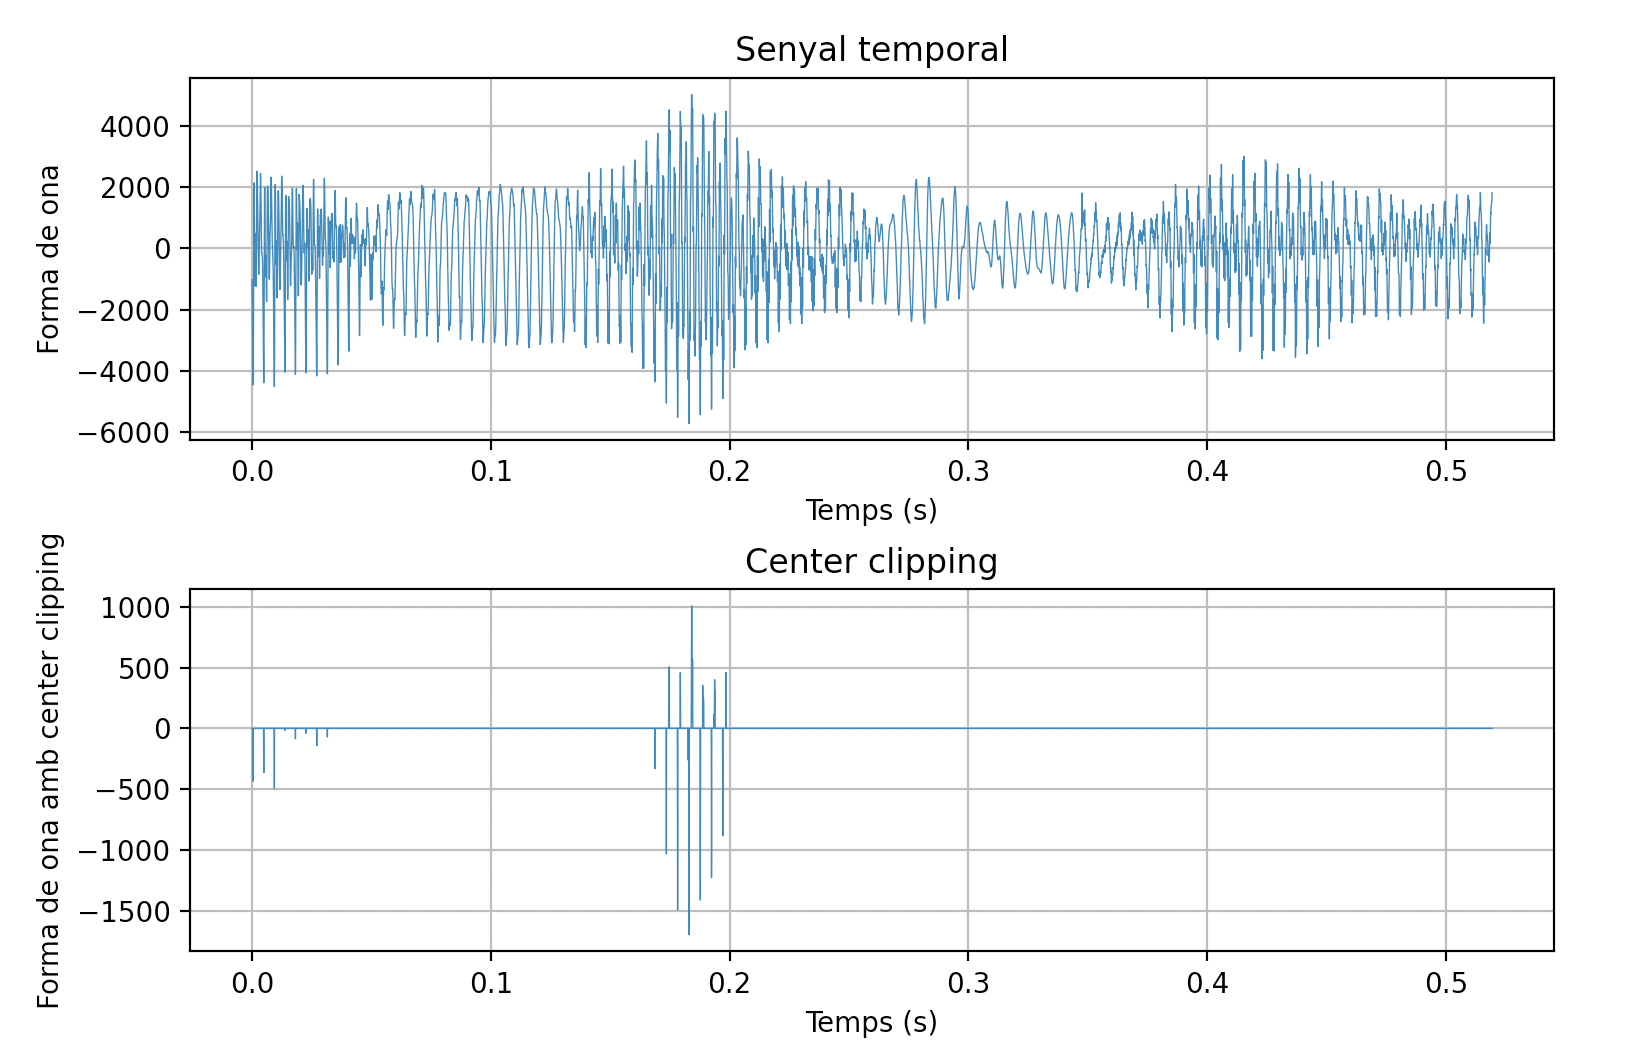 Senyal temporal
Forma de ona
4000
2000
0
−2000
−4000
−6000
0.0 0.1 0.2 0.3 0.4 0.5
Temps (s)
Center clipping
Forma de ona amb center clipping
1000
500
0
−500
−1000
−1500
0.0 0.1 0.2 0.3 0.4 0.5
Temps (s)